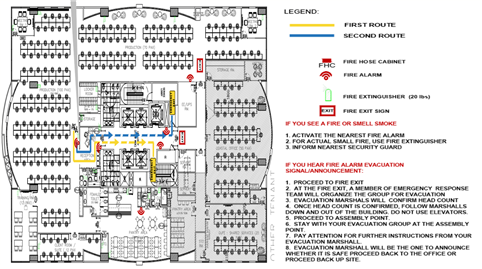 LEGEND:
FIRST ROUTE
SECOND ROUTE
FHC
FIRE HOSE CABINET
FIRE ALARM
FIRE EXTINGUISHER (20 lbs)
EXIT
FIRE EXIT SIGN
IF YOU SEE A FIRE OR SMELL SMOKE
1. ACTIVATE THE NEAREST FIRE ALARM
2. FOR ACTUAL SMALL FIRE, USE FIRE EXTINGUISHER
3. INFORM NEAREST SECURITY GUARD
IF YOU HEAR FIRE ALARM EVACUATION
SIGNAL/ANNOUNCEMENT:
1. PROCEED TO FIRE EXIT
2. AT THE FIRE EXIT, A MEMBER OF EMERGENCY RESPONSE
TEAM WILL ORGANIZE THE GROUP FOR EVACUATION
3. EVACUATION MARSHALLS WILL CONFIRM HEAD COUNT
4. ONCE HEAD COUNT IS CONFIRMED, FOLLOW MARSHALLS
DOWN AND OUT OF THE BUILDING. DO NOT USE ELEVATORS.
5. PROCEED TO ASSEMBLY POINT.
6. STAY WITH YOUR EVACUATION GROUP AT THE ASSEMBLY
POINT.
7. PAY ATTENTION FOR FURTHER INSTRUCTIONS FROM YOUR
EVACUATION MARSHALL.
8. EVACUATION MARSHALL WILL BE THE ONE TO ANNOUNCE
WHETHER IT IS SAFE PROCEED BACK TO THE OFFICE OR
PROCEED BACK UP SITE.